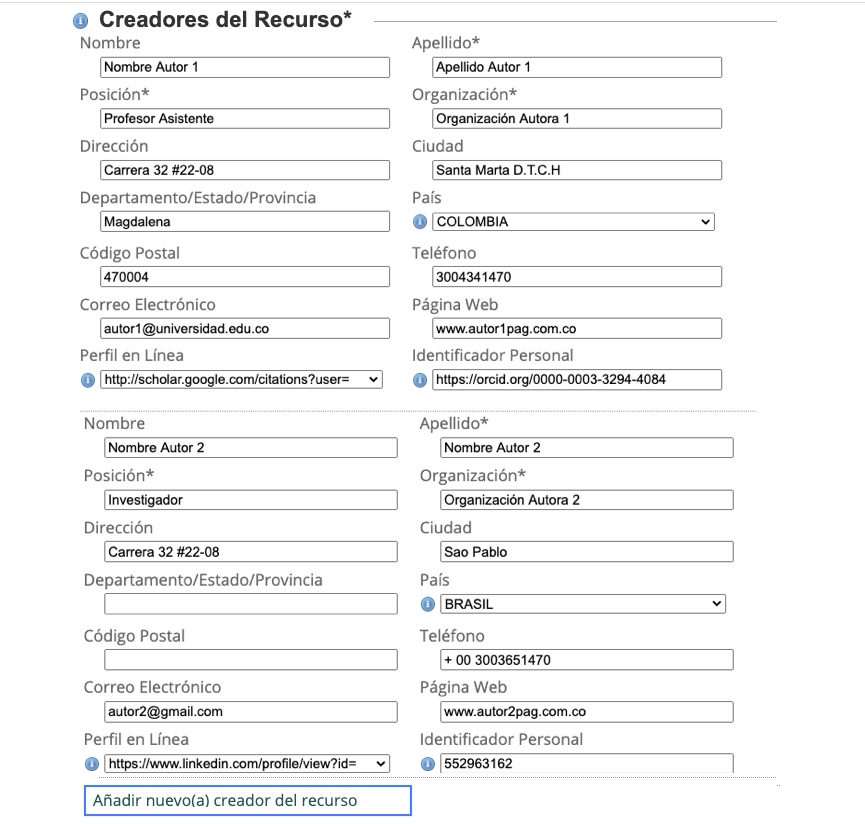 Creadores del Recurso*
Nombre Apellido*
Nombre Autor 1 Apellido Autor 1
Posición* Organización*
Profesor Asistente Organización Autora 1
Dirección Ciudad
Carrera 32 #22-08 Santa Marta D.T.C.H
Departamento/Estado/Provincia País
Magdalena COLOMBIA
Código Postal Teléfono
470004 3004341470
Correo Electrónico Página Web
autor1@universidad.edu.co www.autor1pag.com.co
Perfil en Línea Identificador Personal
http://scholar.google.com/citations?user= https://orcid.org/0000-0003-3294-4084
Nombre Apellido*
Nombre Autor 2 Nombre Autor 2
Posición* Organización*
Investigador Organización Autora 2
Dirección Ciudad
Carrera 32 #22-08 Sao Pablo
Departamento/Estado/Provincia País
BRASIL
Código Postal Teléfono
+ 00 3003651470
Correo Electrónico Página Web
autor2@gmail.com www.autor2pag.com.co
Perfil en Línea Identificador Personal
https://www.linkedin.com/profile/view?id= 552963162
Añadir nuevo(a) creador del recurso